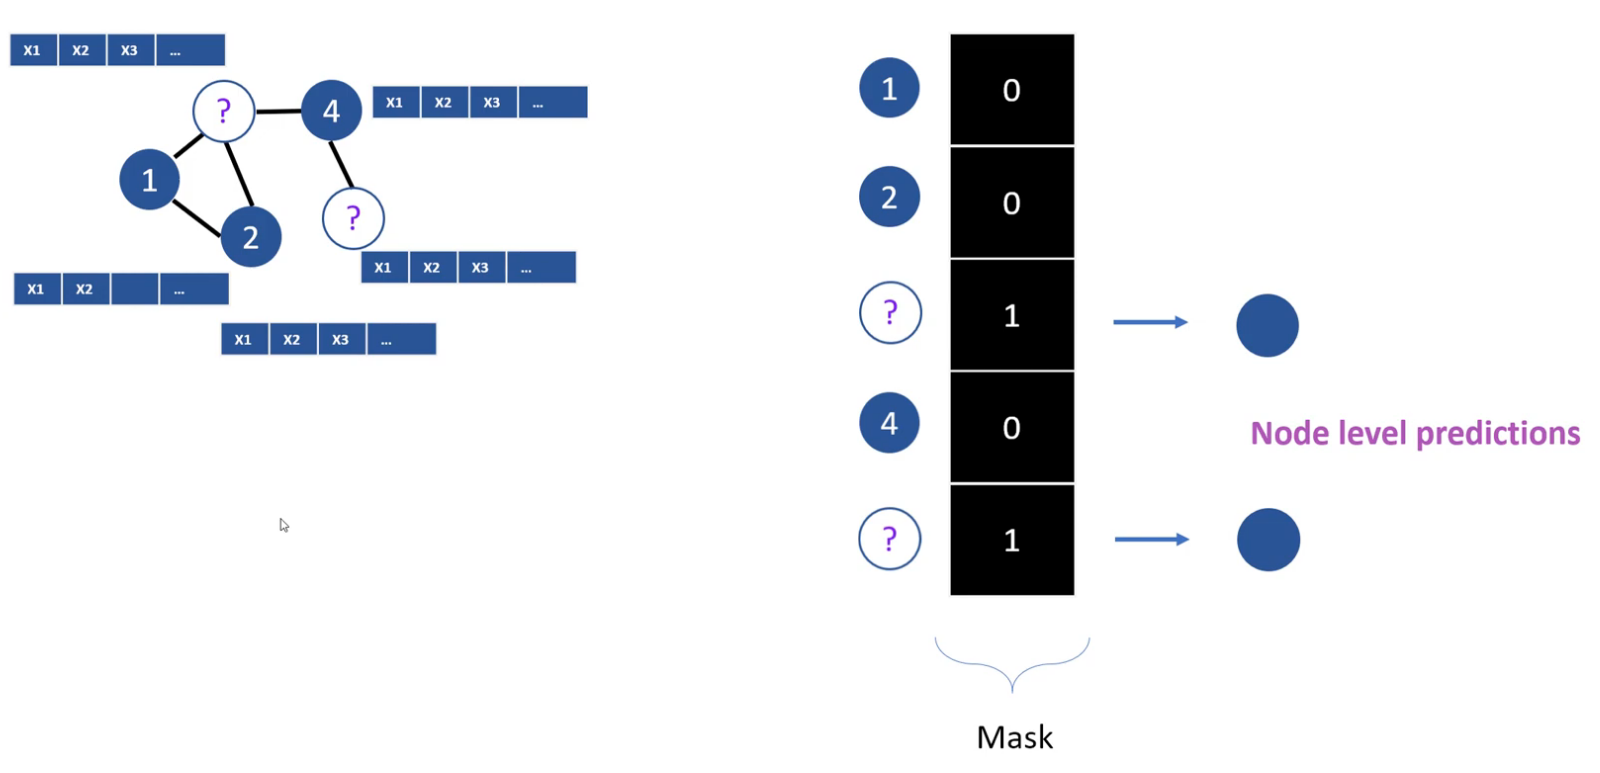 X1 X2 X3 ...
? 4
X1 X2 X3 ...
1
2
?
X1 X2 X3 ...
X1 X2 ...
X1 X2 X3 ...
1 0
2 0
? 1
4 0
? 1
Node level predictions
Mask